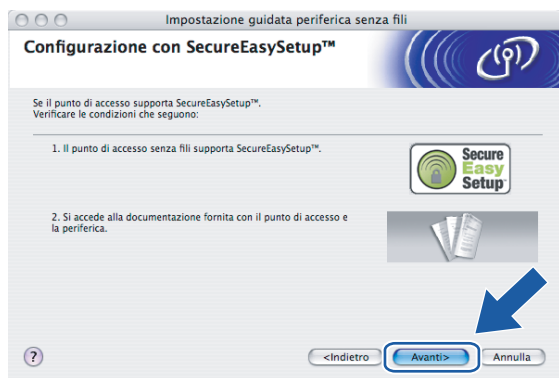 Impostazione guidata periferica senza fili
Configurazione con SecureEasySetup™
Se il punto di accesso supporta SecureEasySetup™.
Verificare le condizioni che seguono:
1. Il punto di accesso senza fili supporta SecureEasySetup™.
Secure
Easy
Setup™
2. Si accede alla documentazione fornita con il punto di accesso e
la periferica.
?
<Indietro
Avanti>
Annulla